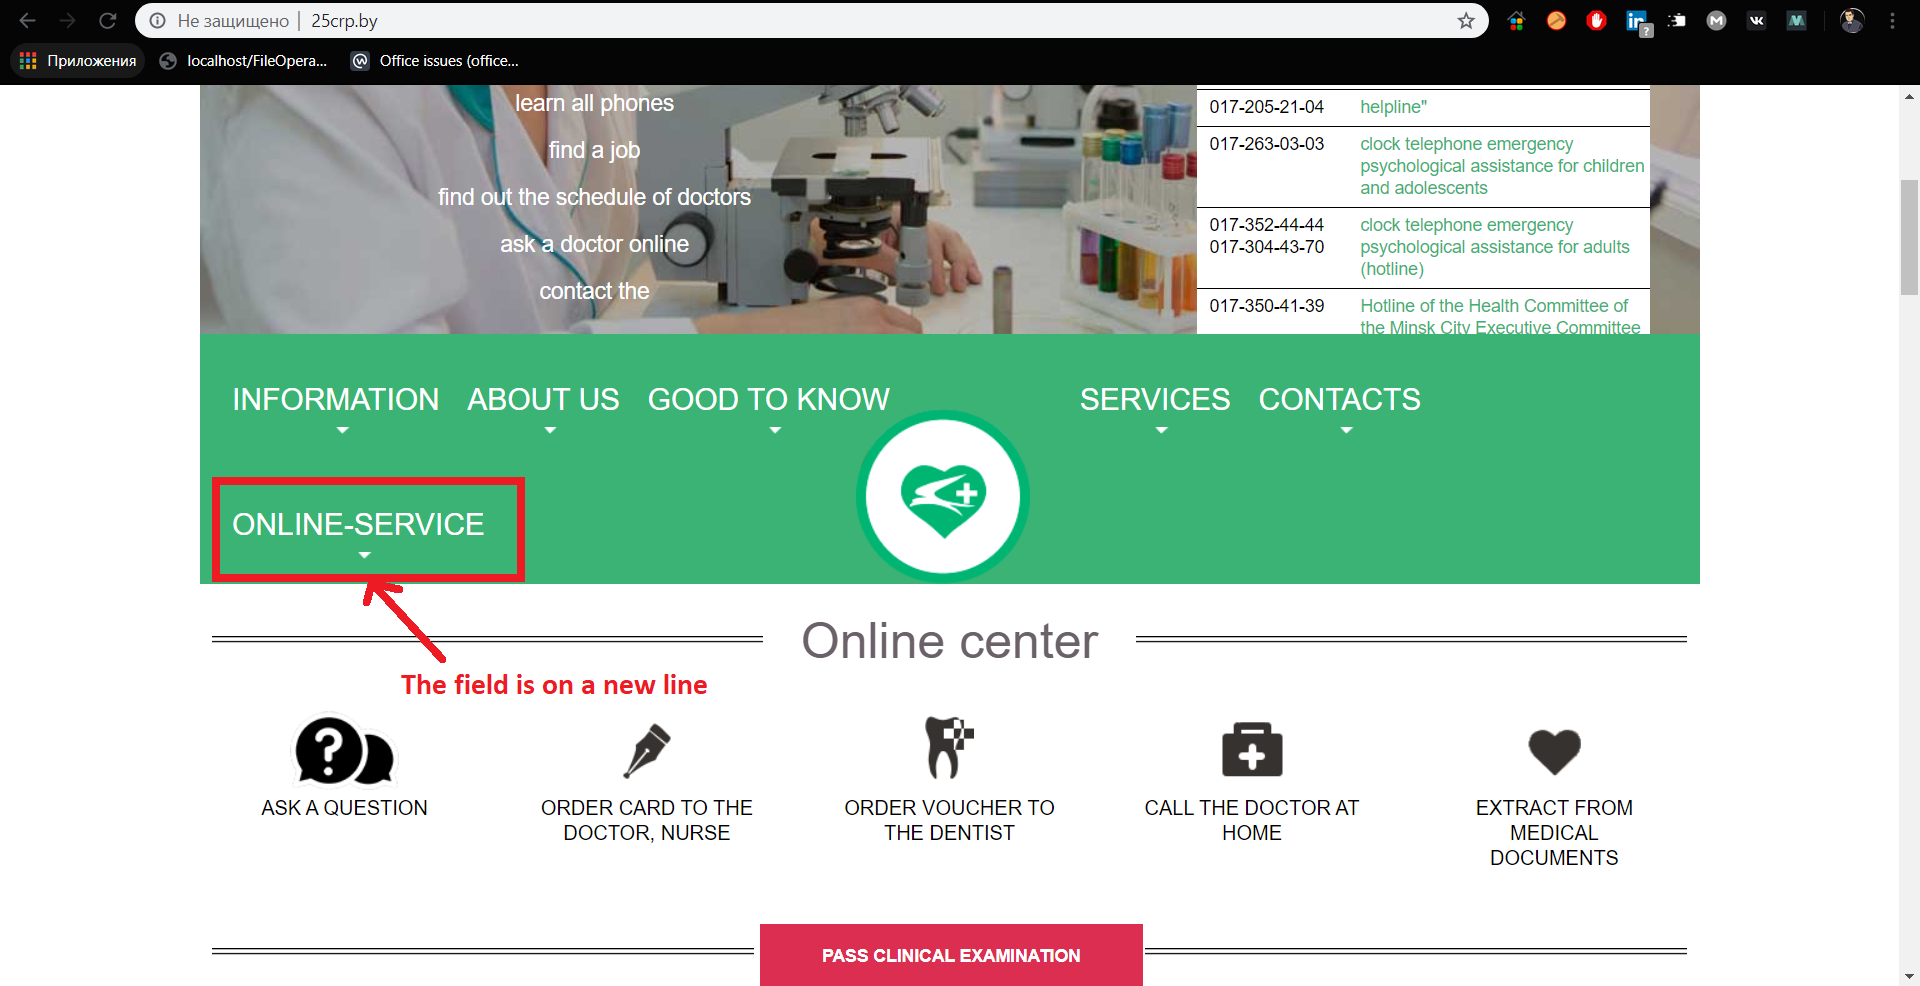 Не защищено | 25crp.by
Приложения
localhost/FileOpera...
Office issues (office...
learn all phones
find a job
find out the schedule of doctors
ask a doctor online
contact the
017-205-21-04 helpline"
017-263-03-03 clock telephone emergency
psychological assistance for children
and adolescents
017-352-44-44 clock telephone emergency
017-304-43-70 psychological assistance for adults
(hotline)
017-350-41-39 Hotline of the Health Committee of
the Minsk City Executive Committee
INFORMATION ABOUT US GOOD TO KNOW SERVICES CONTACTS
ONLINE-SERVICE
Online center
The field is on a new line
ASK A QUESTION
ORDER CARD TO THE
DOCTOR, NURSE
ORDER VOUCHER TO
THE DENTIST
CALL THE DOCTOR AT
HOME
EXTRACT FROM
MEDICAL
DOCUMENTS
PASS CLINICAL EXAMINATION